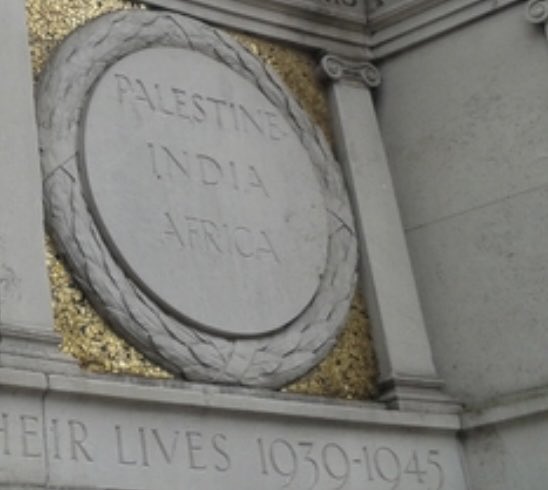 PALESTINE
INDIA
AFRICA
HEIR LIVES 1939-1945